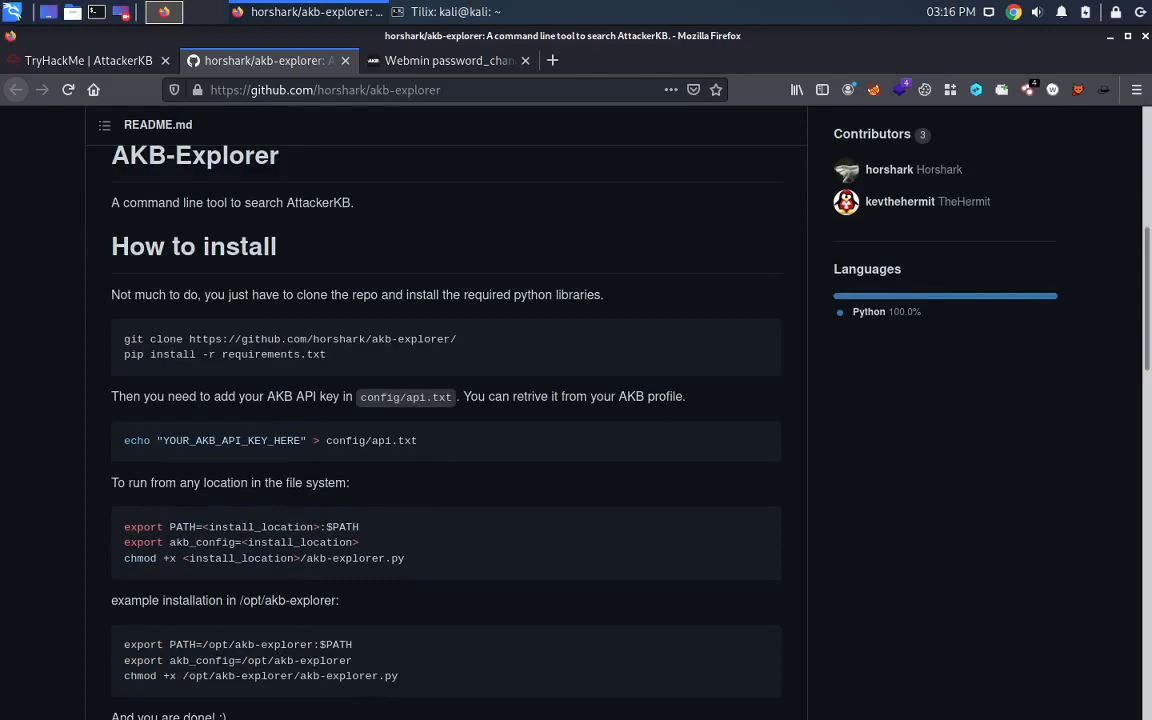 horshark/akb-explorer: ...
Tilix: kali@kali: ~
03:16 PM
horshark/akb-explorer: A command line tool to search AttackerKB. - Mozilla Firefox
TryHackMe | AttackerKB
horshark/akb-explorer: A
AKB
Webmin password_chan
https://github.com/horshark/akb-explorer
4
4
W
README.md
AKB-Explorer
A command line tool to search AttackerKB.
How to install
Not much to do, you just have to clone the repo and install the required python libraries.
git clone https://github.com/horshark/akb-explorer/
pip install -r requirements.txt
Then you need to add your AKB API key in config/api.txt . You can retrive it from your AKB profile.
echo "YOUR_AKB_API_KEY_HERE" > config/api.txt
To run from any location in the file system:
export PATH=<install_location>:$PATH
export akb_config=<install_location>
chmod +x <install_location>/akb-explorer.py
example installation in /opt/akb-explorer:
export PATH=/opt/akb-explorer:$PATH
export akb_config=/opt/akb-explorer
chmod +x /opt/akb-explorer/akb-explorer.py
And you are done! :)
Contributors 3
horshark Horshark
kevthehermit TheHermit
Languages
Python 100.0%